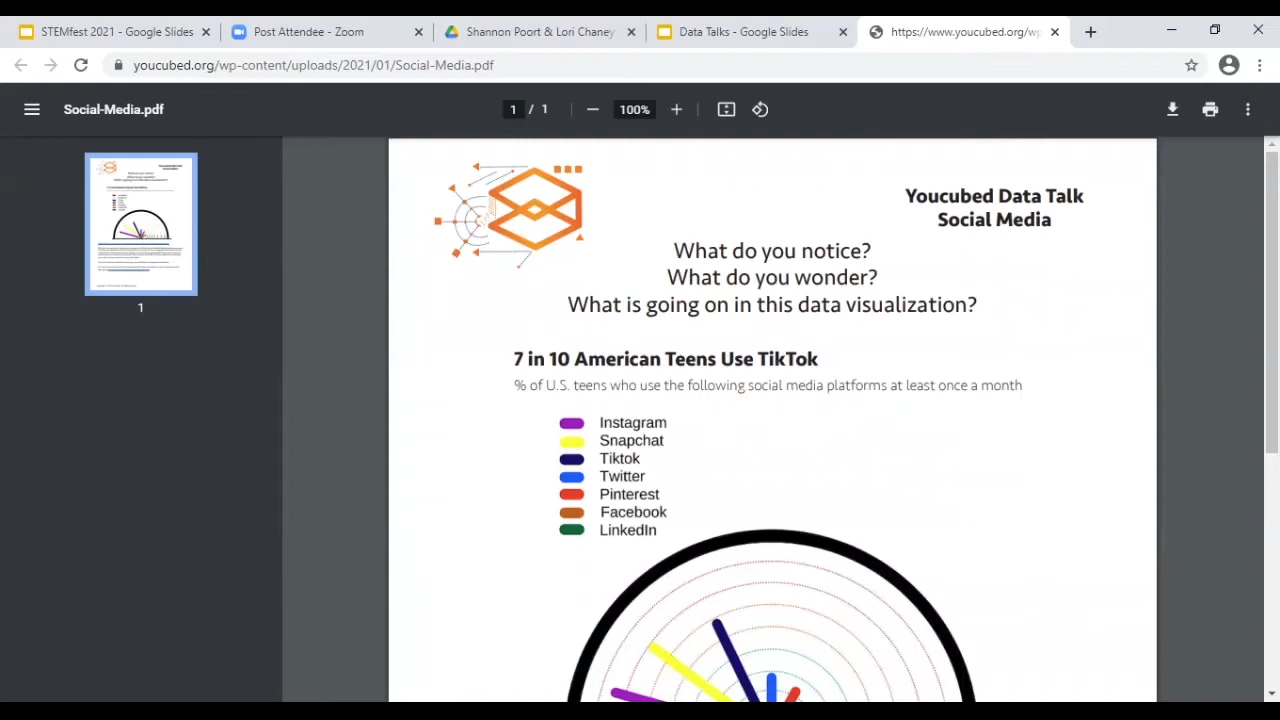 STEMfest 2021 - Google Slides
Post Attendee - Zoom
Shannon Poort & Lori Chaney
Data Talks - Google Slides
https://www.youcubed.org/wp
youcubed.org/wp-content/uploads/2021/01/Social-Media.pdf
Social-Media.pdf
1 / 1
100%
1
Youcubed Data Talk
Social Media
What do you notice?
What do you wonder?
What is going on in this data visualization?
7 in 10 American Teens Use TikTok
% of U.S. teens who use the following social media platforms at least once a month
Instagram
Snapchat
Tiktok
Twitter
Pinterest
Facebook
LinkedIn